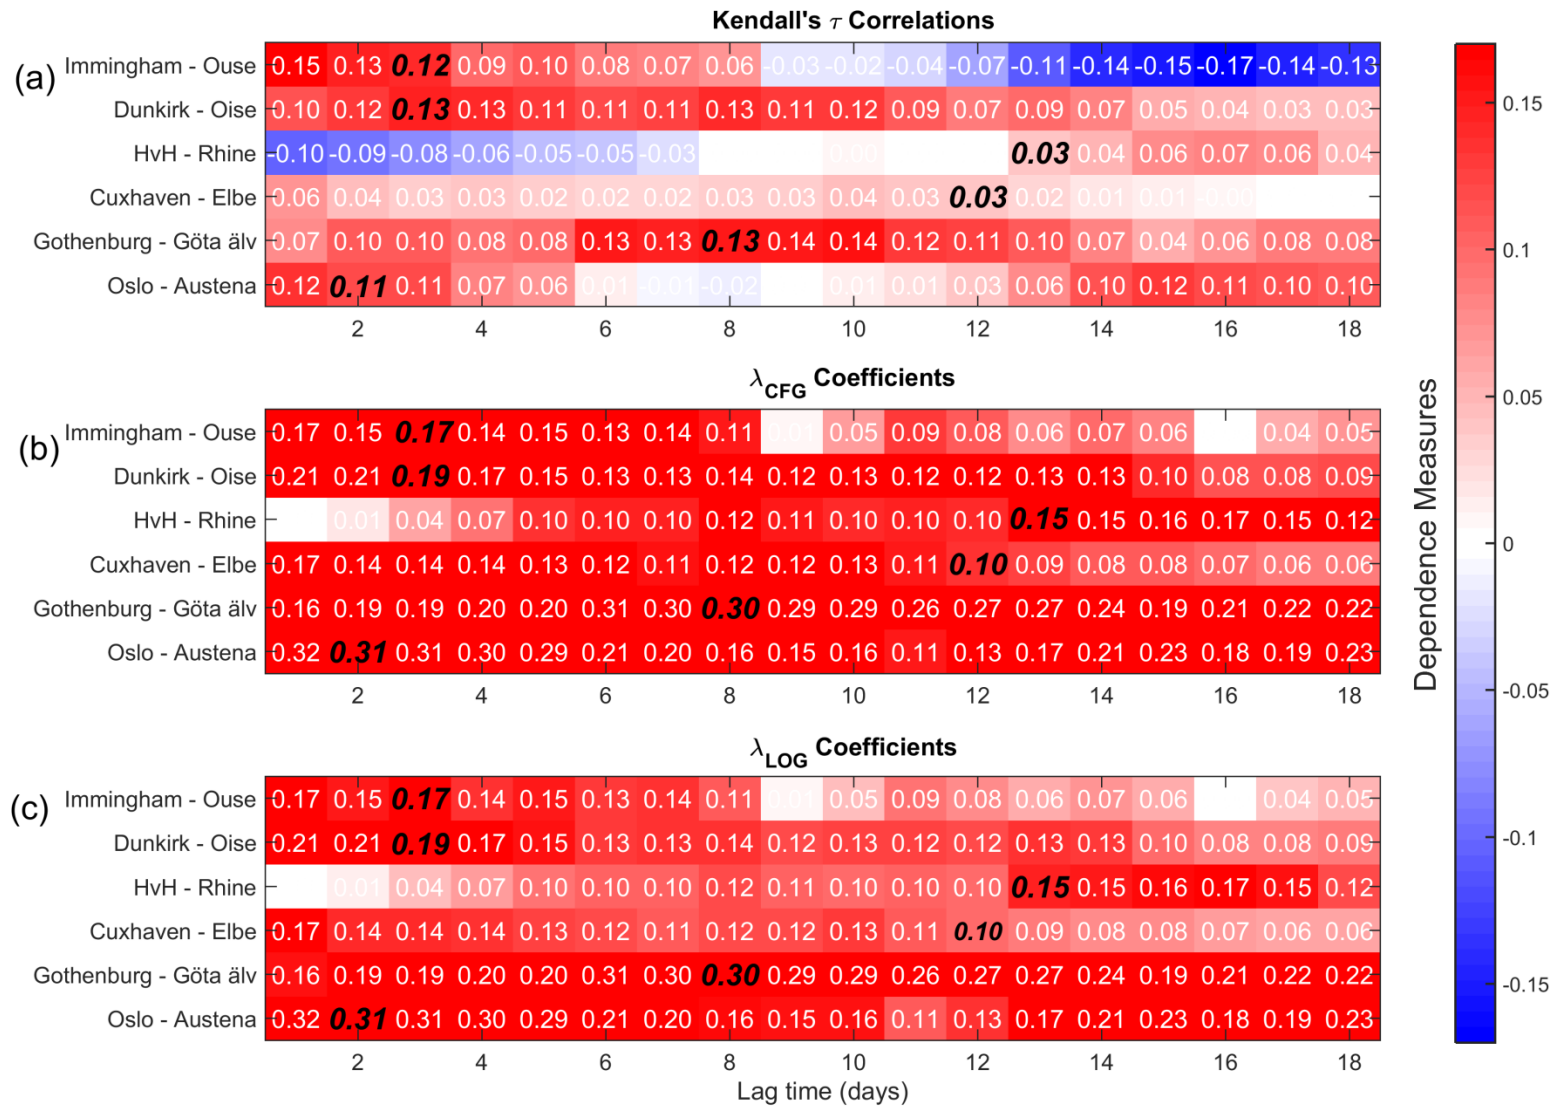 Kendall's τ Correlations
(a)
Immingham - Ouse 0.15 0.13 0.12 0.09 0.10 0.08 0.07 0.06 -0.03 -0.02 -0.04 -0.07 -0.11 -0.14 -0.15 -0.17 -0.14 -0.13
Dunkirk - Oise 0.10 0.12 0.13 0.13 0.11 0.11 0.11 0.13 0.11 0.12 0.09 0.07 0.09 0.07 0.05 0.04 0.03 0.03
HvH - Rhine -0.10 -0.09 -0.08 -0.06 -0.05 -0.05 -0.03 0.00 0.03 0.04 0.06 0.07 0.06 0.04
Cuxhaven - Elbe 0.06 0.04 0.03 0.03 0.02 0.02 0.02 0.03 0.03 0.04 0.03 0.03 0.02 0.01 0.01 -0.00
Gothenburg - Göta älv 0.07 0.10 0.10 0.08 0.08 0.13 0.13 0.13 0.14 0.14 0.12 0.11 0.10 0.07 0.04 0.06 0.08 0.08
Oslo - Austena 0.12 0.11 0.11 0.07 0.06 0.01 -0.01 -0.02 0.01 0.01 0.03 0.06 0.10 0.12 0.11 0.10 0.10
2 4 6 8 10 12 14 16 18
λCFG Coefficients
(b)
Immingham - Ouse 0.17 0.15 0.17 0.14 0.15 0.13 0.14 0.11 0.01 0.05 0.09 0.08 0.06 0.07 0.06 0.04 0.05
Dunkirk - Oise 0.21 0.21 0.19 0.17 0.15 0.13 0.13 0.14 0.12 0.13 0.12 0.12 0.13 0.13 0.10 0.08 0.08 0.09
HvH - Rhine 0.01 0.04 0.07 0.10 0.10 0.10 0.12 0.11 0.10 0.10 0.10 0.15 0.15 0.16 0.17 0.15 0.12
Cuxhaven - Elbe 0.17 0.14 0.14 0.14 0.13 0.12 0.11 0.12 0.12 0.13 0.11 0.10 0.09 0.08 0.08 0.07 0.06 0.06
Gothenburg - Göta älv 0.16 0.19 0.19 0.20 0.20 0.31 0.30 0.30 0.29 0.29 0.26 0.27 0.27 0.24 0.19 0.21 0.22 0.22
Oslo - Austena 0.32 0.31 0.31 0.30 0.29 0.21 0.20 0.16 0.15 0.16 0.11 0.13 0.17 0.21 0.23 0.18 0.19 0.23
2 4 6 8 10 12 14 16 18
λLOG Coefficients
(c)
Immingham - Ouse 0.17 0.15 0.17 0.14 0.15 0.13 0.14 0.11 0.01 0.05 0.09 0.08 0.06 0.07 0.06 0.04 0.05
Dunkirk - Oise 0.21 0.21 0.19 0.17 0.15 0.13 0.13 0.14 0.12 0.13 0.12 0.12 0.13 0.13 0.10 0.08 0.08 0.09
HvH - Rhine 0.01 0.04 0.07 0.10 0.10 0.10 0.12 0.11 0.10 0.10 0.10 0.15 0.15 0.16 0.17 0.15 0.12
Cuxhaven - Elbe 0.17 0.14 0.14 0.14 0.13 0.12 0.11 0.12 0.12 0.13 0.11 0.10 0.09 0.08 0.08 0.07 0.06 0.06
Gothenburg - Göta älv 0.16 0.19 0.19 0.20 0.20 0.31 0.30 0.30 0.29 0.29 0.26 0.27 0.27 0.24 0.19 0.21 0.22 0.22
Oslo - Austena 0.32 0.31 0.31 0.30 0.29 0.21 0.20 0.16 0.15 0.16 0.11 0.13 0.17 0.21 0.23 0.18 0.19 0.23
2 4 6 8 10 12 14 16 18
Lag time (days)
0.15
0.1
0.05
0
-0.05
-0.1
-0.15
Dependence Measures